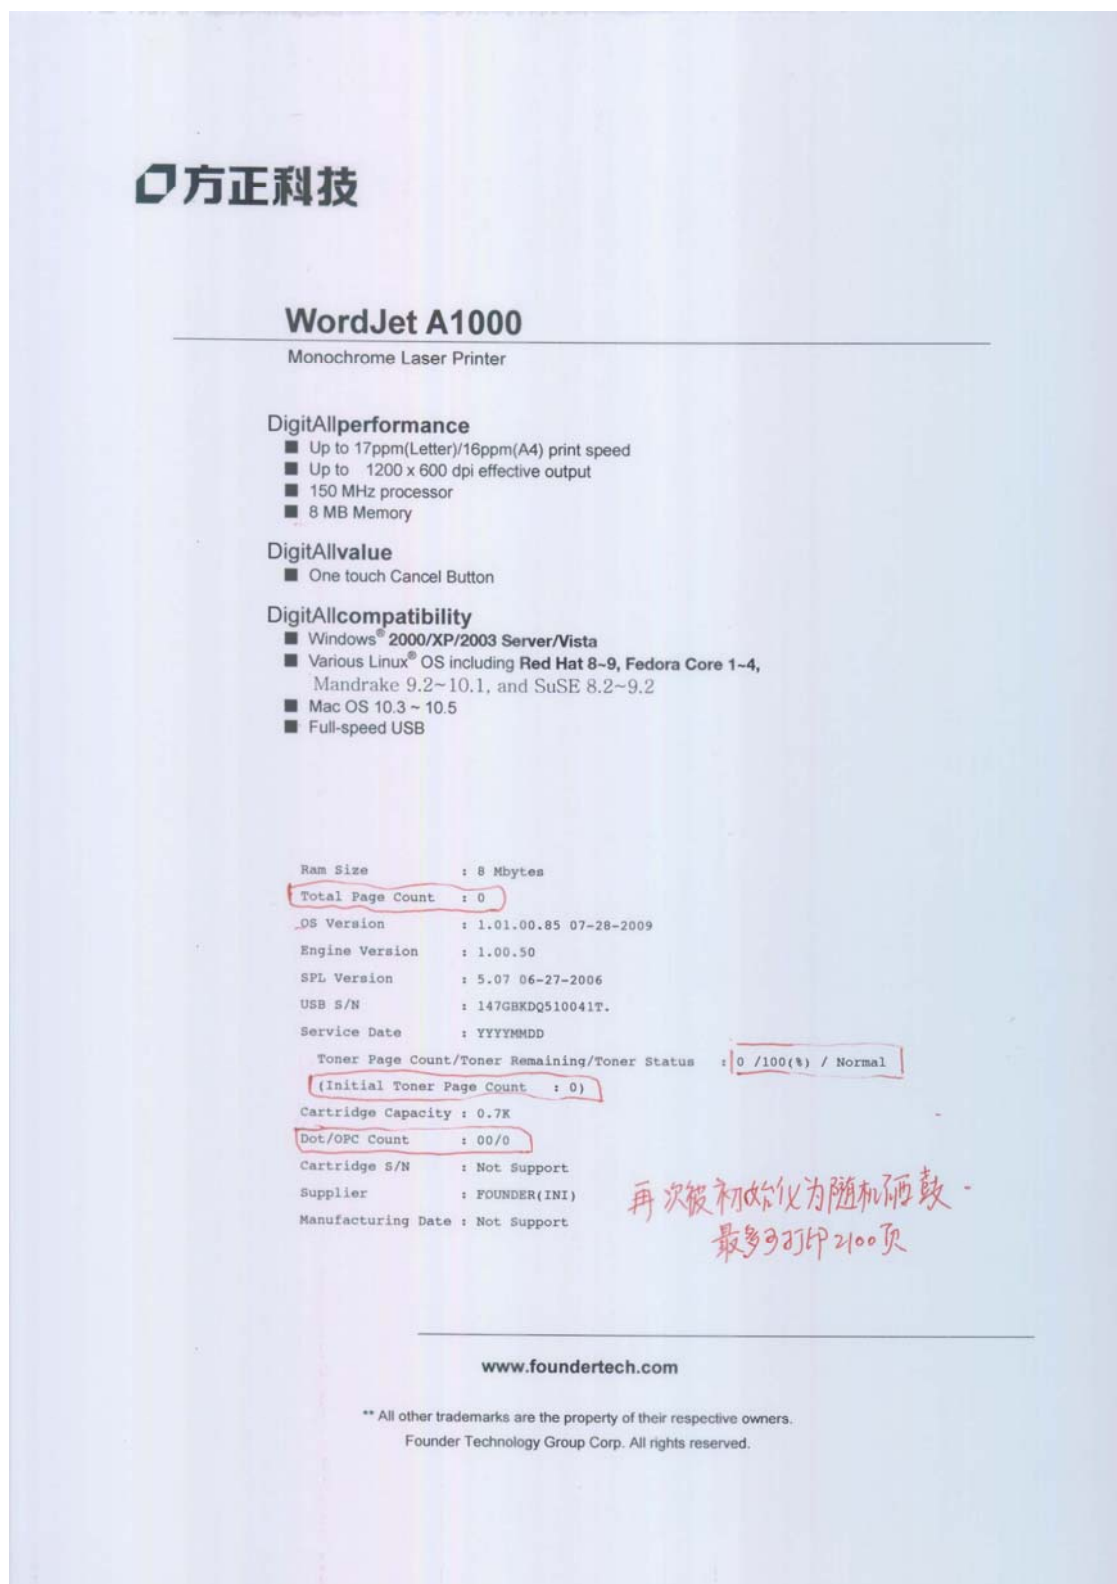 方正科技
WordJet A1000
Monochrome Laser Printer
DigitAllperformance
■ Up to 17ppm(Letter)/16ppm(A4) print speed
■ Up to 1200 x 600 dpi effective output
■ 150 MHz processor
■ 8 MB Memory
DigitAllvalue
■ One touch Cancel Button
DigitAllcompatibility
■ Windows® 2000/XP/2003 Server/Vista
■ Various Linux® OS including Red Hat 8~9, Fedora Core 1~4,
Mandrake 9.2~10.1, and SuSE 8.2~9.2
■ Mac OS 10.3 ~ 10.5
■ Full-speed USB
Ram Size : 8 Mbytes
Total Page Count : 0
OS Version : 1.01.00.85 07-28-2009
Engine Version : 1.00.50
SPL Version : 5.07 06-27-2006
USB S/N : 147GBKDQ510041T.
Service Date : YYYYMMDD
Toner Page Count/Toner Remaining/Toner Status : 0 /100(%) / Normal
(Initial Toner Page Count : 0)
Cartridge Capacity : 0.7K
Dot/OPC Count : 00/0
Cartridge S/N : Not Support
Supplier : FOUNDER(INI)
Manufacturing Date : Not Support
再次被初始化为随机硒鼓.
最多可打印2100页
www.foundertech.com
** All other trademarks are the property of their respective owners.
Founder Technology Group Corp. All rights reserved.